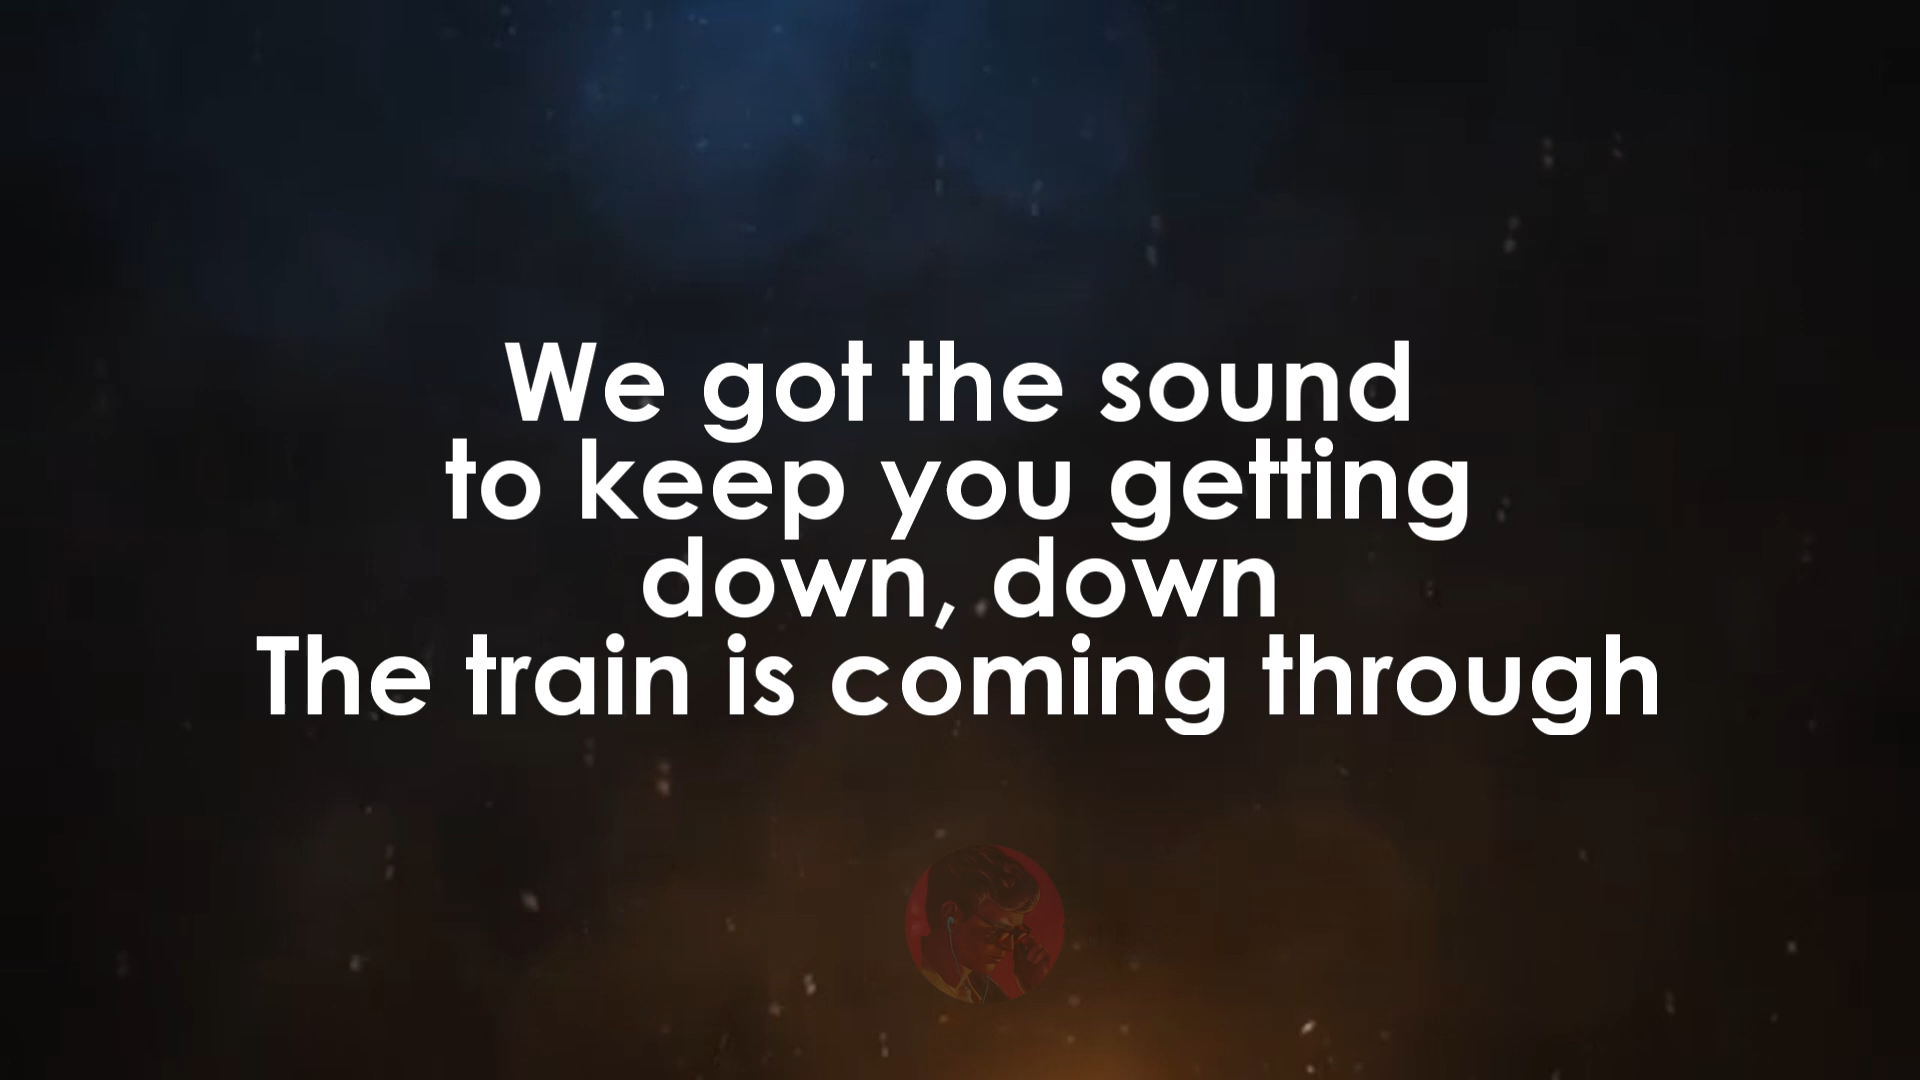 We got the sound
to keep you getting
down, down
The train is coming through